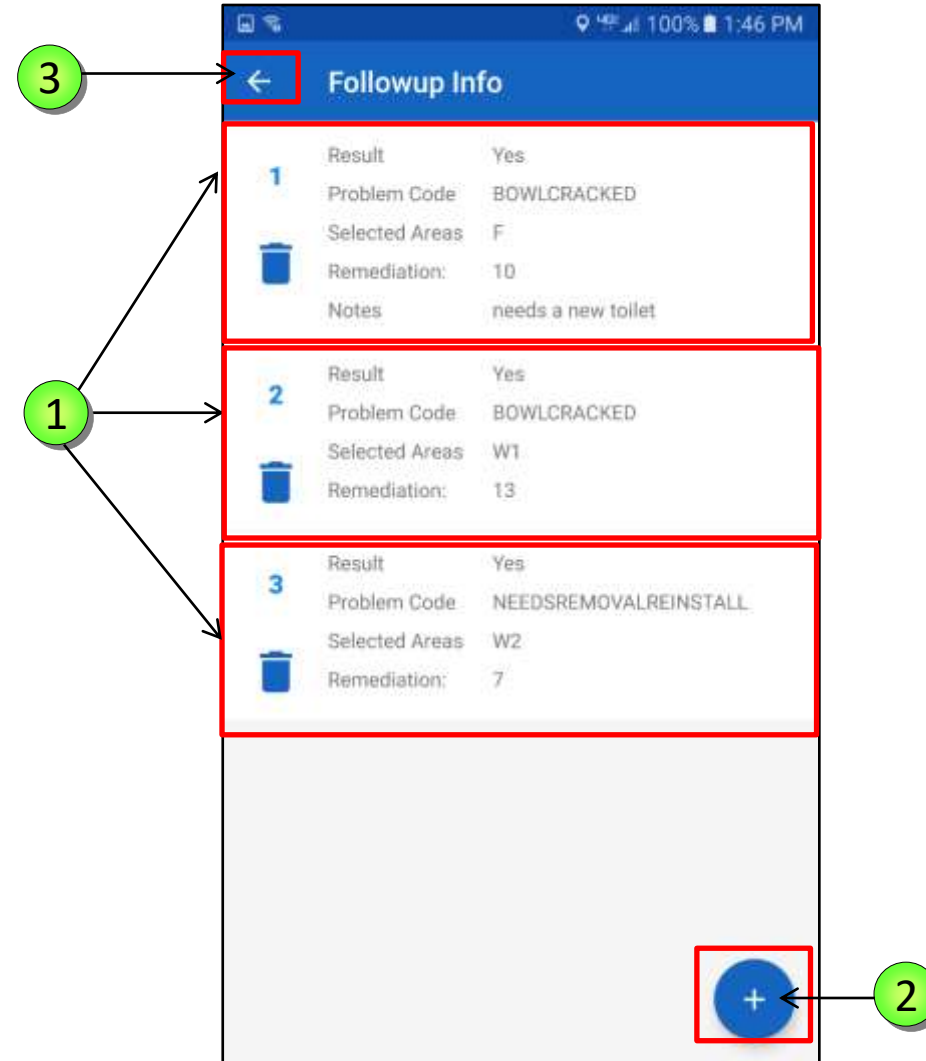 100% 1:46 PM
3
Followup Info
1
Result Yes
Problem Code BOWLCRACKED
Selected Areas F
Remediation: 10
Notes needs a new toilet
1
2
Result Yes
Problem Code BOWLCRACKED
Selected Areas W1
Remediation: 13
3
Result Yes
Problem Code NEEDSREMOVALREINSTALL
Selected Areas W2
Remediation: 7
+
2